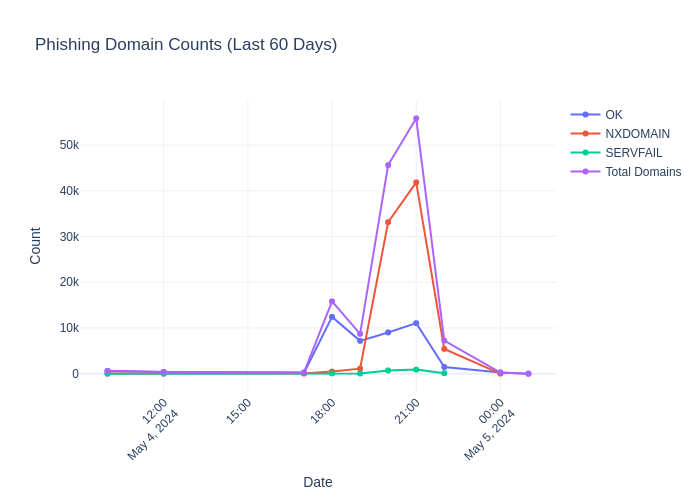 Phishing Domain Counts (Last 60 Days)
OK
NXDOMAIN
SERVFAIL
Total Domains
50k
40k
30k
20k
10k
0
Count
12:00
May 4, 2024
15:00
18:00
21:00
00:00
May 5, 2024
Date